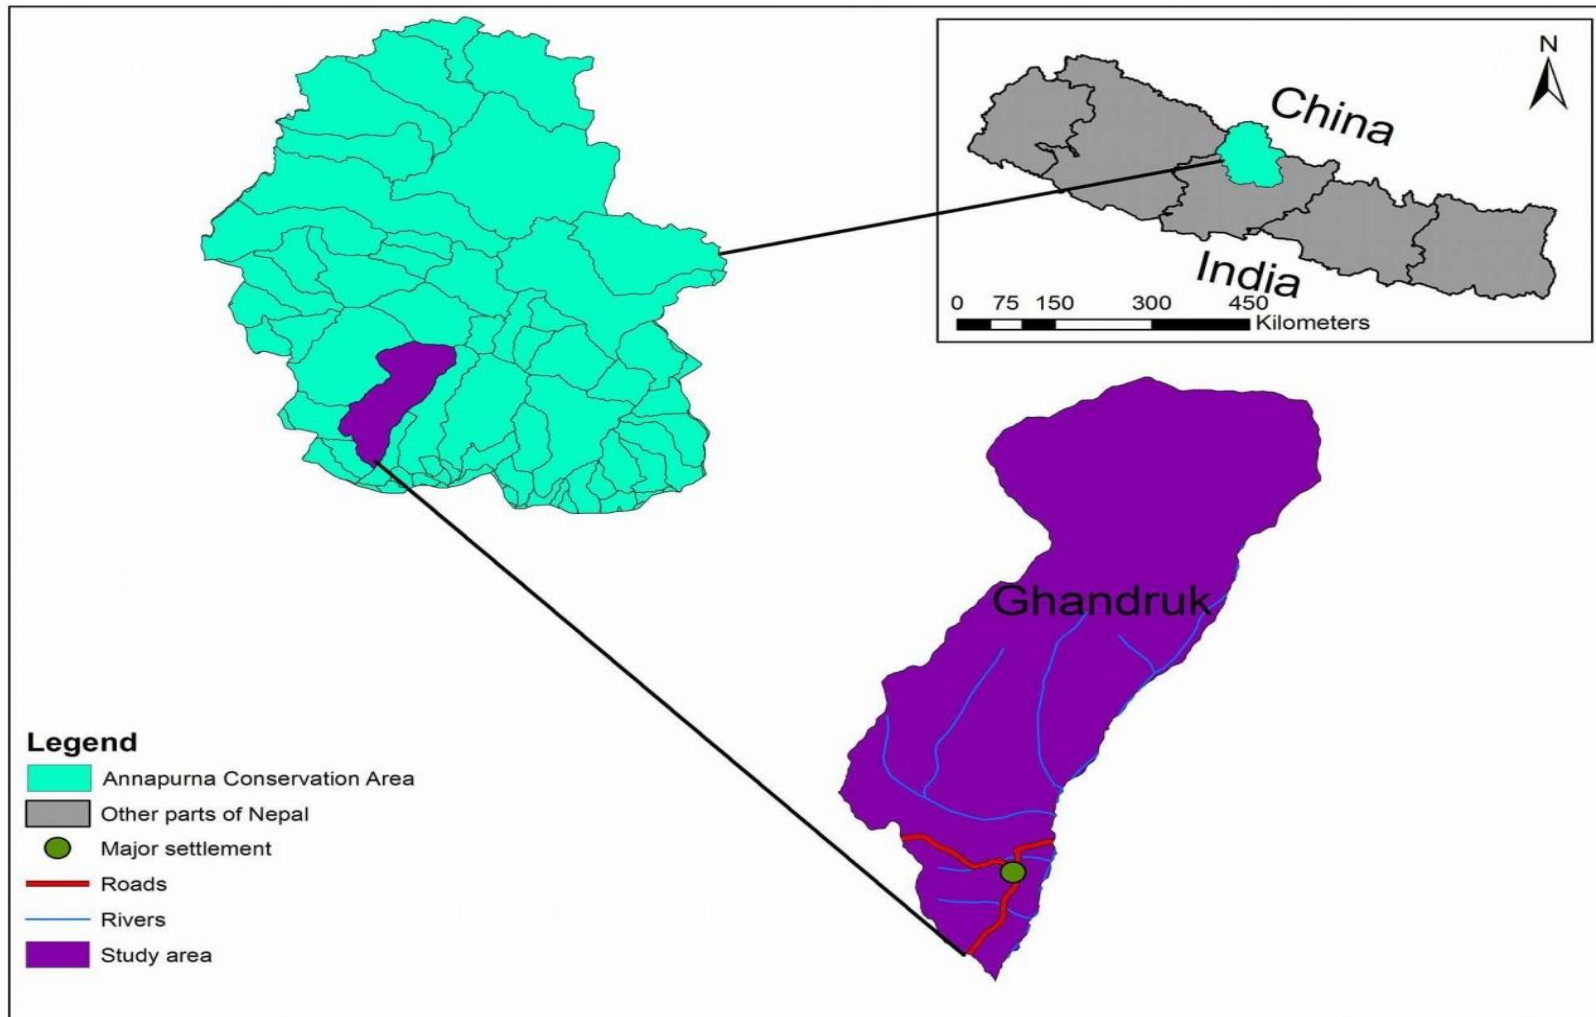 N
China
India
0 75 150 300 450
Kilometers
Ghandruk
Legend
Annapurna Conservation Area
Other parts of Nepal
Major settlement
Roads
Rivers
Study area